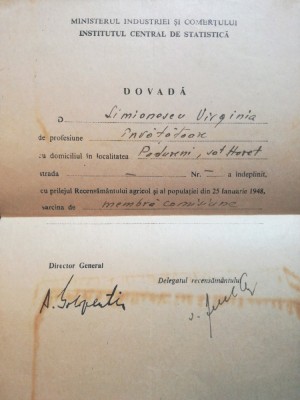 MINISTERUL INDUSTRIEI ȘI COMERȚULUI
INSTITUTUL CENTRAL DE STATISTICĂ
DOVADĂ
D Simionescu Virginia
de profesiune învățătoare
cu domiciliul în localitatea Pădureni, sat
strada — Nr. — a îndeplinit,
cu prilejul Recensământului agricol și al populației din 25 Ianuarie 1948,
sarcina de membră comisiune
Director General
Delegatul recensământului
A. Golopentia